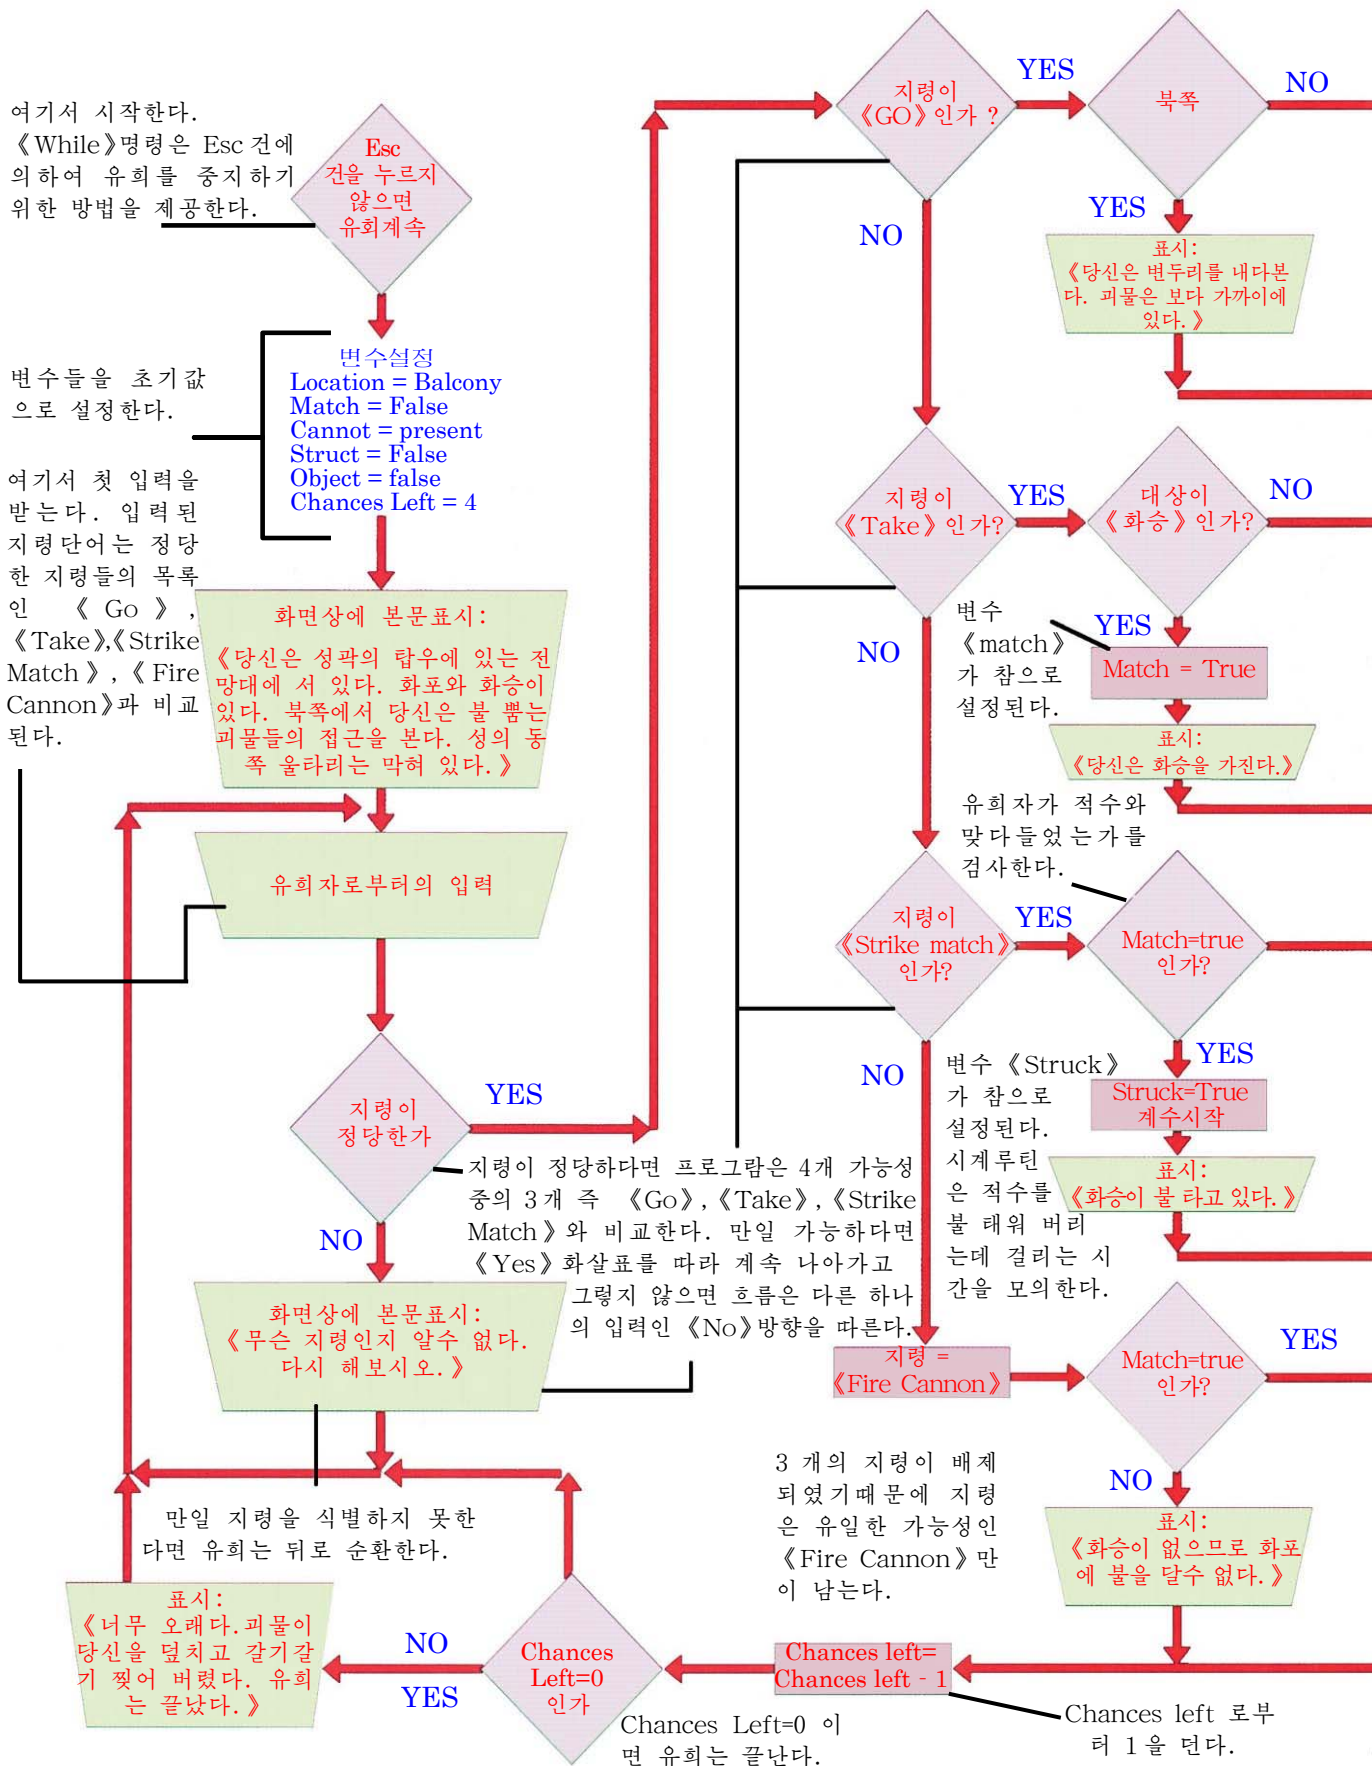 여기서 시작한다.
《While》명령은 Esc 건에
의하여 유희를 중지하기
위한 방법을 제공한다.
Esc
건을 누르지
않으면
유희계속
변수들을 초기값
으로 설정한다.
변수설정
Location = Balcony
Match = False
Cannot = present
Struct = False
Object = false
Chances Left = 4
여기서 첫 입력을
받는다. 입력된
지령단어는 정당
한 지령들의 목록
인 《Go》,
《Take》,《Strike
Match》,《Fire
Cannon》과 비교
된다.
화면상에 본문표시:
《당신은 성곽의 탑우에 있는 전
망대에 서 있다. 화포와 화승이
있다. 북쪽에서 당신은 불 뿜는
괴물들의 접근을 본다. 성의 동
쪽 울타리는 막혀 있다.》
유희자로부터의 입력
지령이
정당한가
YES
NO
지령이 정당하다면 프로그람은 4개 가능성
중의 3개 즉 《Go》,《Take》,《Strike
Match》와 비교한다. 만일 가능하다면
《Yes》화살표를 따라 계속 나아가고
그렇지 않으면 흐름은 다른 하나
의 입력인 《No》방향을 따른다.
화면상에 본문표시:
《무슨 지령인지 알수 없다.
다시 해보시오.》
만일 지령을 식별하지 못한
다면 유희는 뒤로 순환한다.
표시:
《너무 오래다.괴물이
당신을 덮치고 갈기갈
기 찢어 버렸다. 유희
는 끝났다.》
NO
YES
Chances
Left=0
인가
Chances Left=0 이
면 유희는 끝난다.
지령이
《GO》인가 ?
YES
북쪽
NO
NO
YES
표시:
《당신은 변두리를 내다본
다. 괴물은 보다 가까이에
있다.》
지령이
《Take》인가?
YES
대상이
《화승》인가?
NO
NO
변수
《match》
가 참으로
설정된다.
YES
Match = True
표시:
《당신은 화승을 가진다.》
유희자가 적수와
맞다들었는가를
검사한다.
지령이
《Strike match》
인가?
YES
Match=true
인가?
NO
변수 《Struck》
가 참으로
설정된다.
시계루틴
은 적수를
불 태워 버리
는데 걸리는 시
간을 모의한다.
YES
Struck=True
계수시작
표시:
《화승이 불 타고 있다.》
지령 =
《Fire Cannon》
Match=true
인가?
YES
3 개의 지령이 배제
되였기때문에 지령
은 유일한 가능성인
《Fire Cannon》만
이 남는다.
NO
표시:
《화승이 없으므로 화포
에 불을 달수 없다.》
Chances left=
Chances left - 1
Chances left 로부
터 1을 던다.